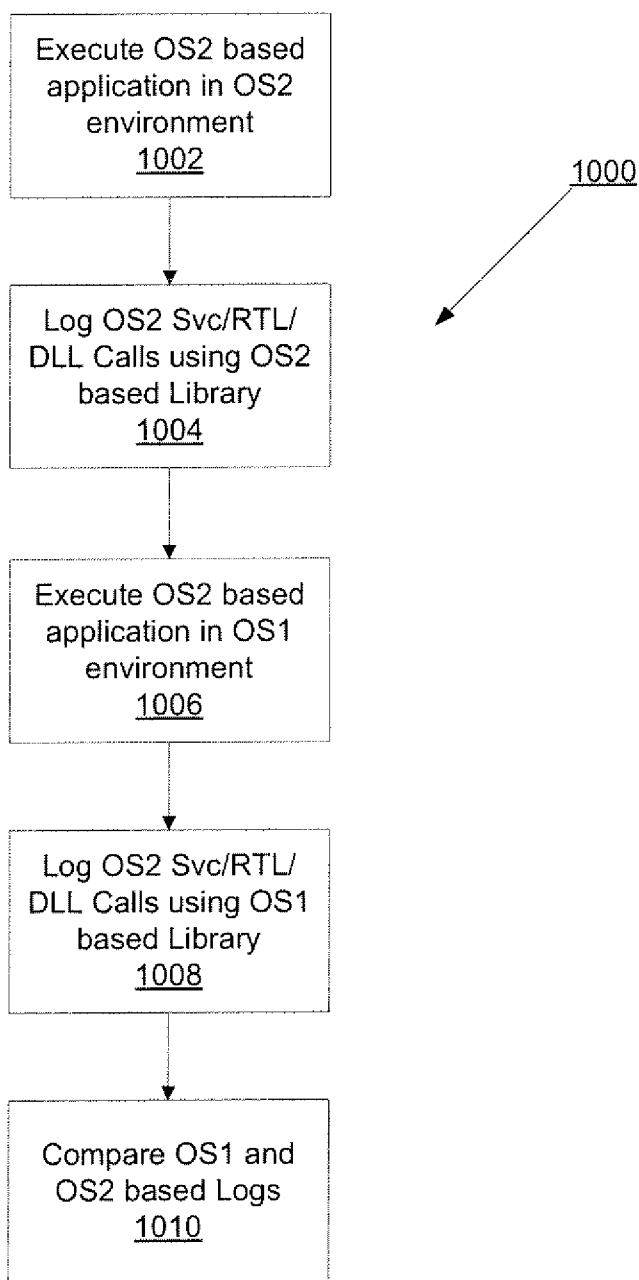 Execute OS2 based
application in OS2
environment
1002
1000
Log OS2 Svc/RTL/
DLL Calls using OS2
based Library
1004
Execute OS2 based
application in OS1
environment
1006
Log OS2 Svc/RTL/
DLL Calls using OS1
based Library
1008
Compare OS1 and
OS2 based Logs
1010